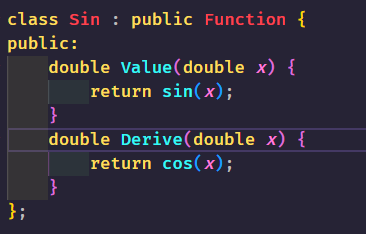 class Sin : public Function {
public:
    double Value(double x) {
        return sin(x);
    }
    double Derive(double x) {
        return cos(x);
    }
};